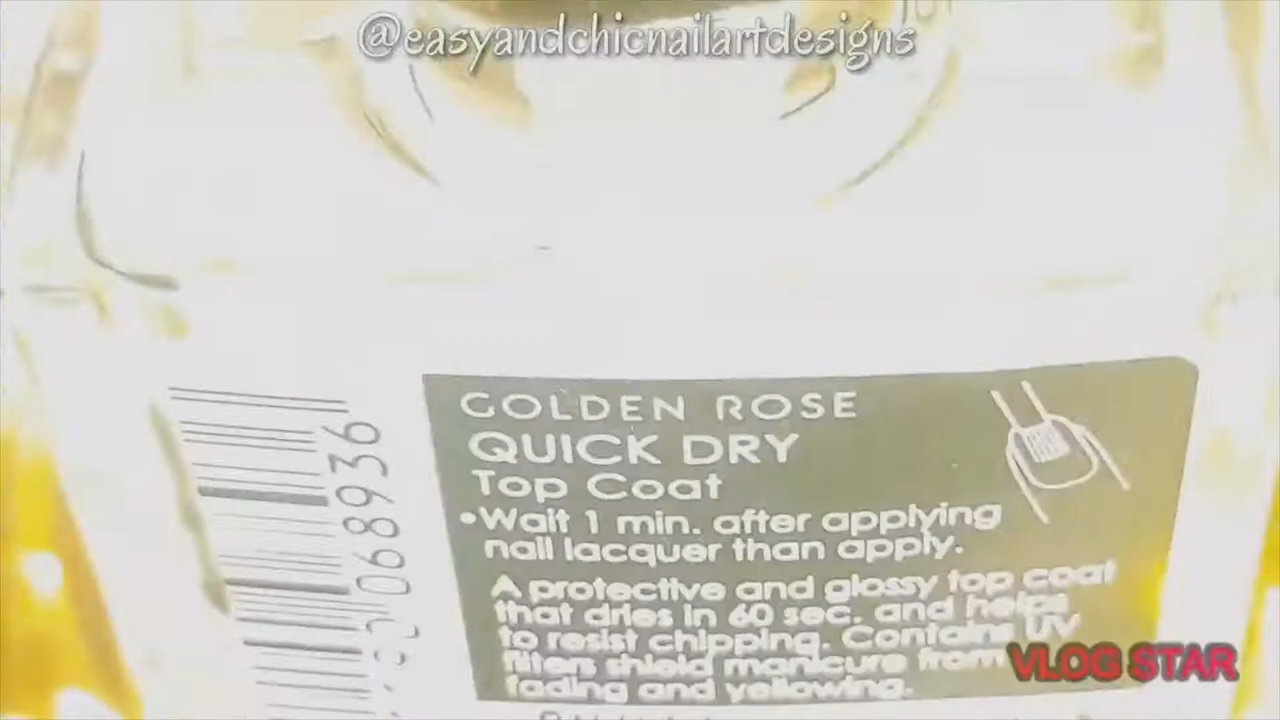 @easyandchicnailartdesigns
GOLDEN ROSE
QUICK DRY
Top Coat
•Wait 1 min. after applying
nail lacquer than apply.
A protective and glossy top coat
that dries in 60 sec. and helps
to resist chipping. Contains UV
filters shield manicure from
fading and yellowing.
068936
VLOG STAR